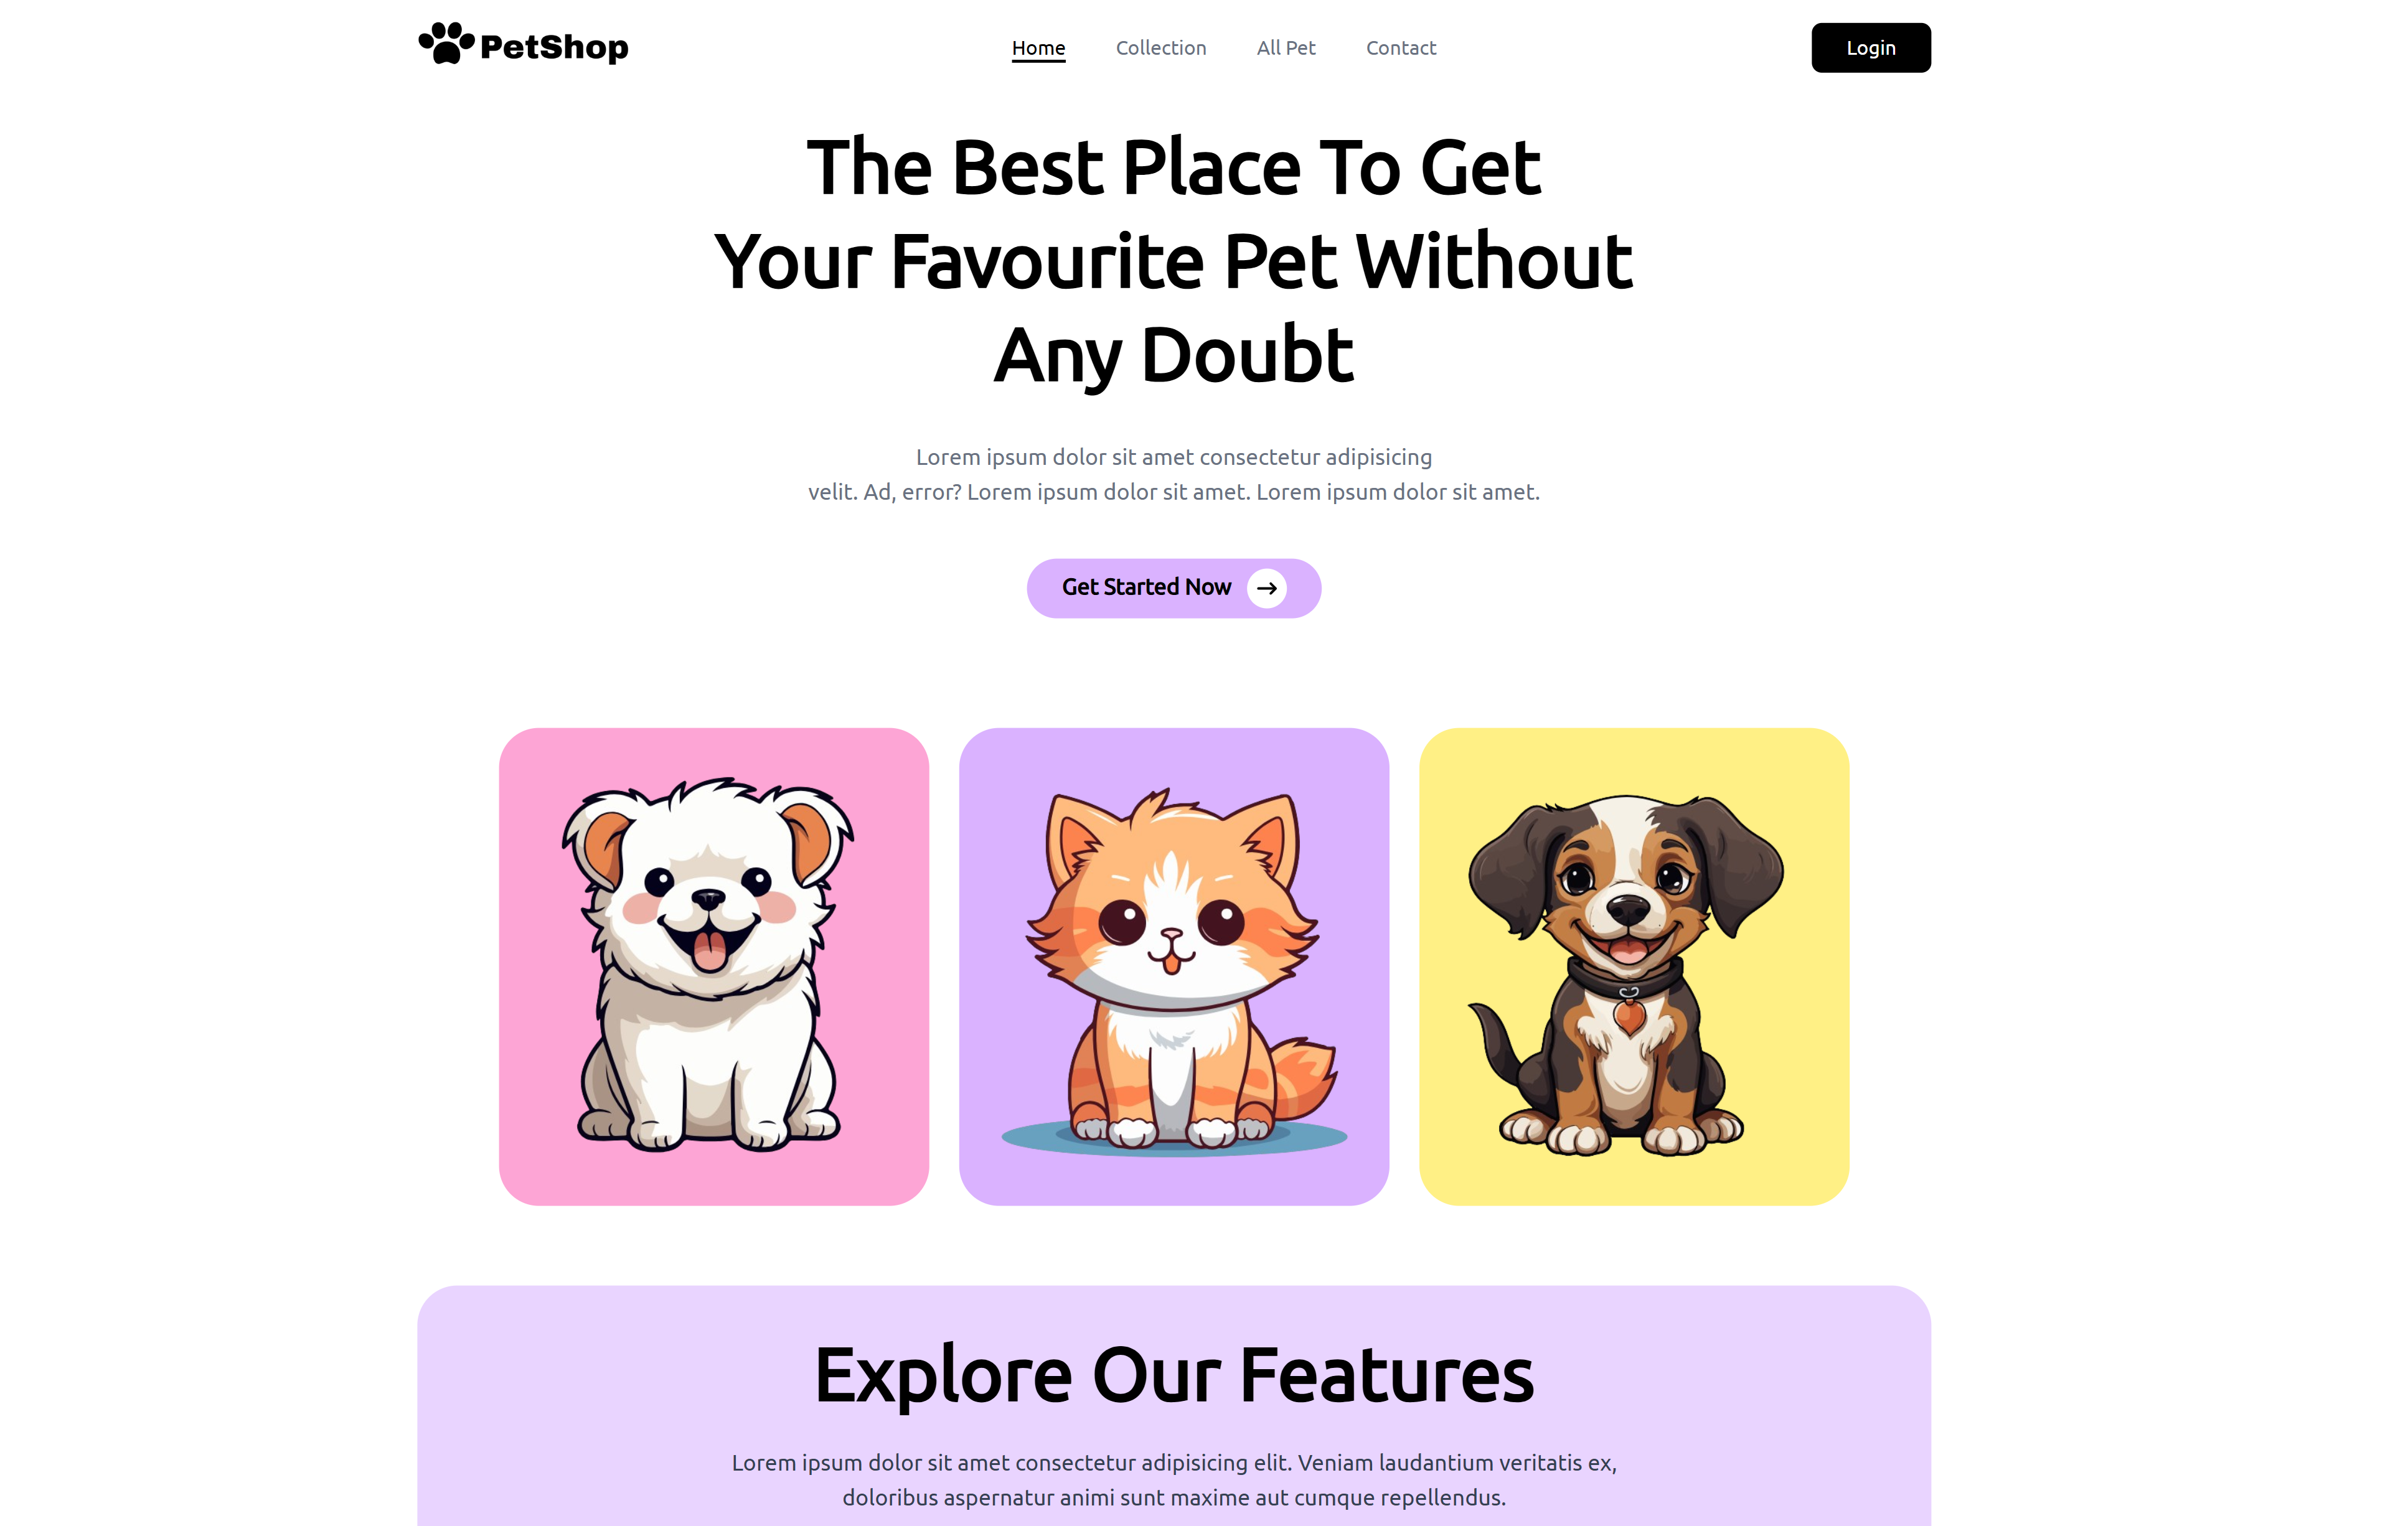 PetShop
Home
Collection
All Pet
Contact
Login
The Best Place To Get
Your Favourite Pet Without
Any Doubt
Lorem ipsum dolor sit amet consectetur adipisicing
velit. Ad, error? Lorem ipsum dolor sit amet. Lorem ipsum dolor sit amet.
Get Started Now
Explore Our Features
Lorem ipsum dolor sit amet consectetur adipisicing elit. Veniam laudantium veritatis ex,
doloribus aspernatur animi sunt maxime aut cumque repellendus.